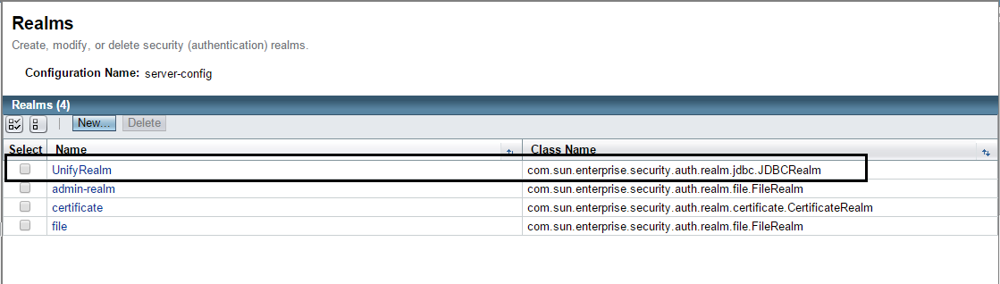 Realms
Create, modify, or delete security (authentication) realms.
Configuration Name: server-config
Realms (4)
New... Delete
Select Name Class Name
UnifyRealm com.sun.enterprise.security.auth.realm.jdbc.JDBCRealm
admin-realm com.sun.enterprise.security.auth.realm.file.FileRealm
certificate com.sun.enterprise.security.auth.realm.certificate.CertificateRealm
file com.sun.enterprise.security.auth.realm.file.FileRealm